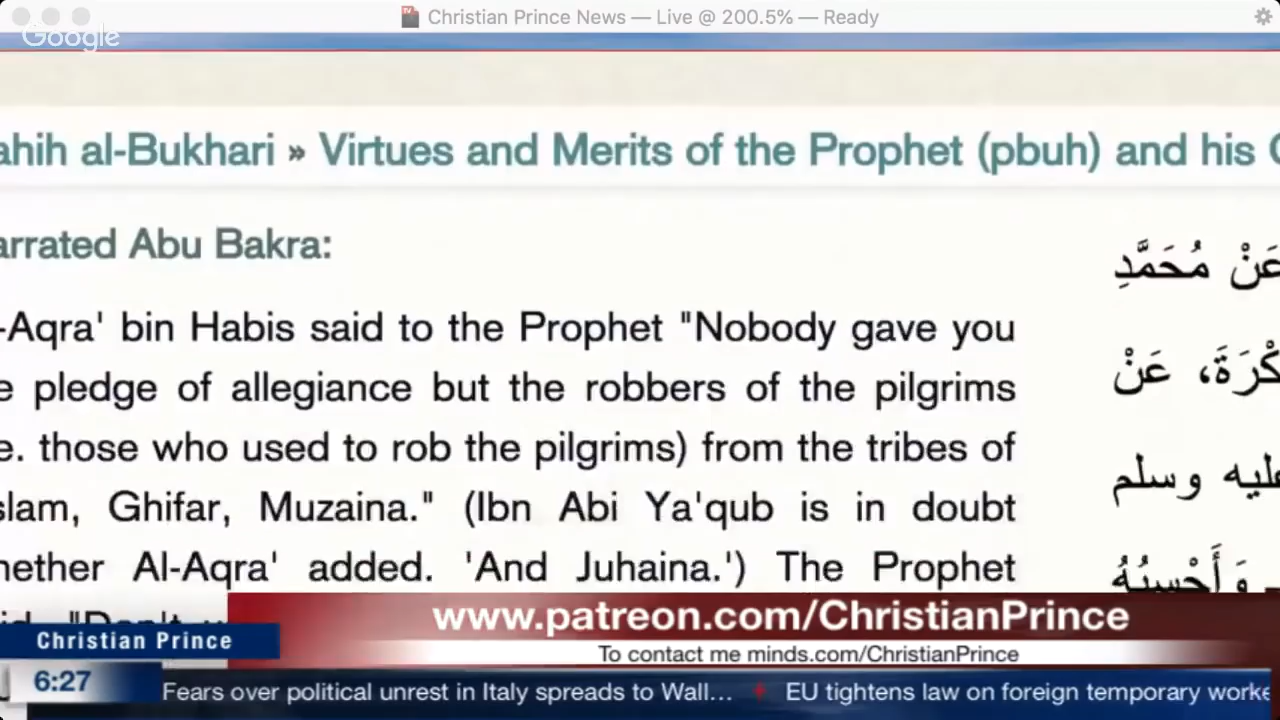 Christian Prince News — Live @ 200.5% — Ready
Google
ahih al-Bukhari » Virtues and Merits of the Prophet (pbuh) and his
arrated Abu Bakra:
-Aqra' bin Habis said to the Prophet "Nobody gave you
e pledge of allegiance but the robbers of the pilgrims
e. those who used to rob the pilgrims) from the tribes of
slam, Ghifar, Muzaina." (Ibn Abi Ya'qub is in doubt
hether Al-Aqra' added. 'And Juhaina.') The Prophet
"Don't
عَنْ مُحَمَّدِ
كْرَةَ، عَنْ
عليه وسلم
وَأَحْسِبُهُ
www.patreon.com/ChristianPrince
To contact me minds.com/ChristianPrince
Christian Prince
6:27
Fears over political unrest in Italy spreads to Wall... EU tightens law on foreign temporary worke